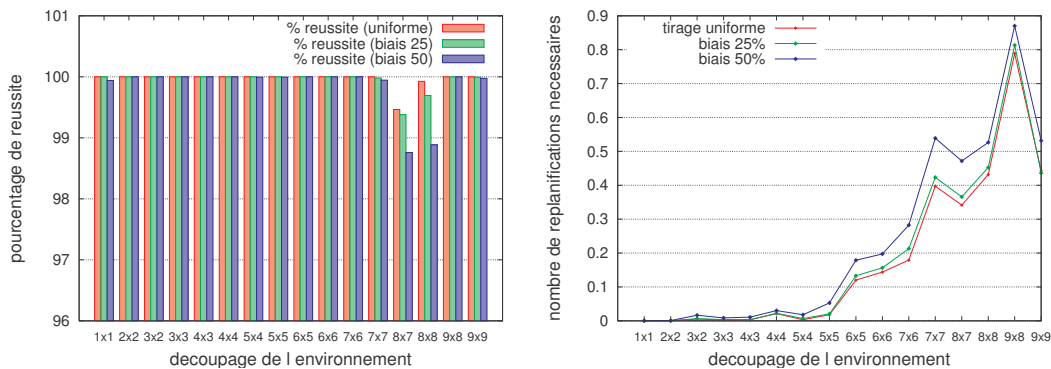 101
100
99
98
97
96
pourcentage de reussite
% reussite (uniforme)
% reussite (biais 25)
% reussite (biais 50)
1x1 2x2 3x2 3x3 4x3 4x4 5x4 5x5 6x5 6x6 7x6 7x7 8x7 8x8 9x8 9x9
decoupage de l environnement
0.9
0.8
0.7
0.6
0.5
0.4
0.3
0.2
0.1
0
nombre de replanifications necessaires
tirage uniforme
biais 25%
biais 50%
1x1 2x2 3x2 3x3 4x3 4x4 5x4 5x5 6x5 6x6 7x6 7x7 8x7 8x8 9x8 9x9
decoupage de l environnement